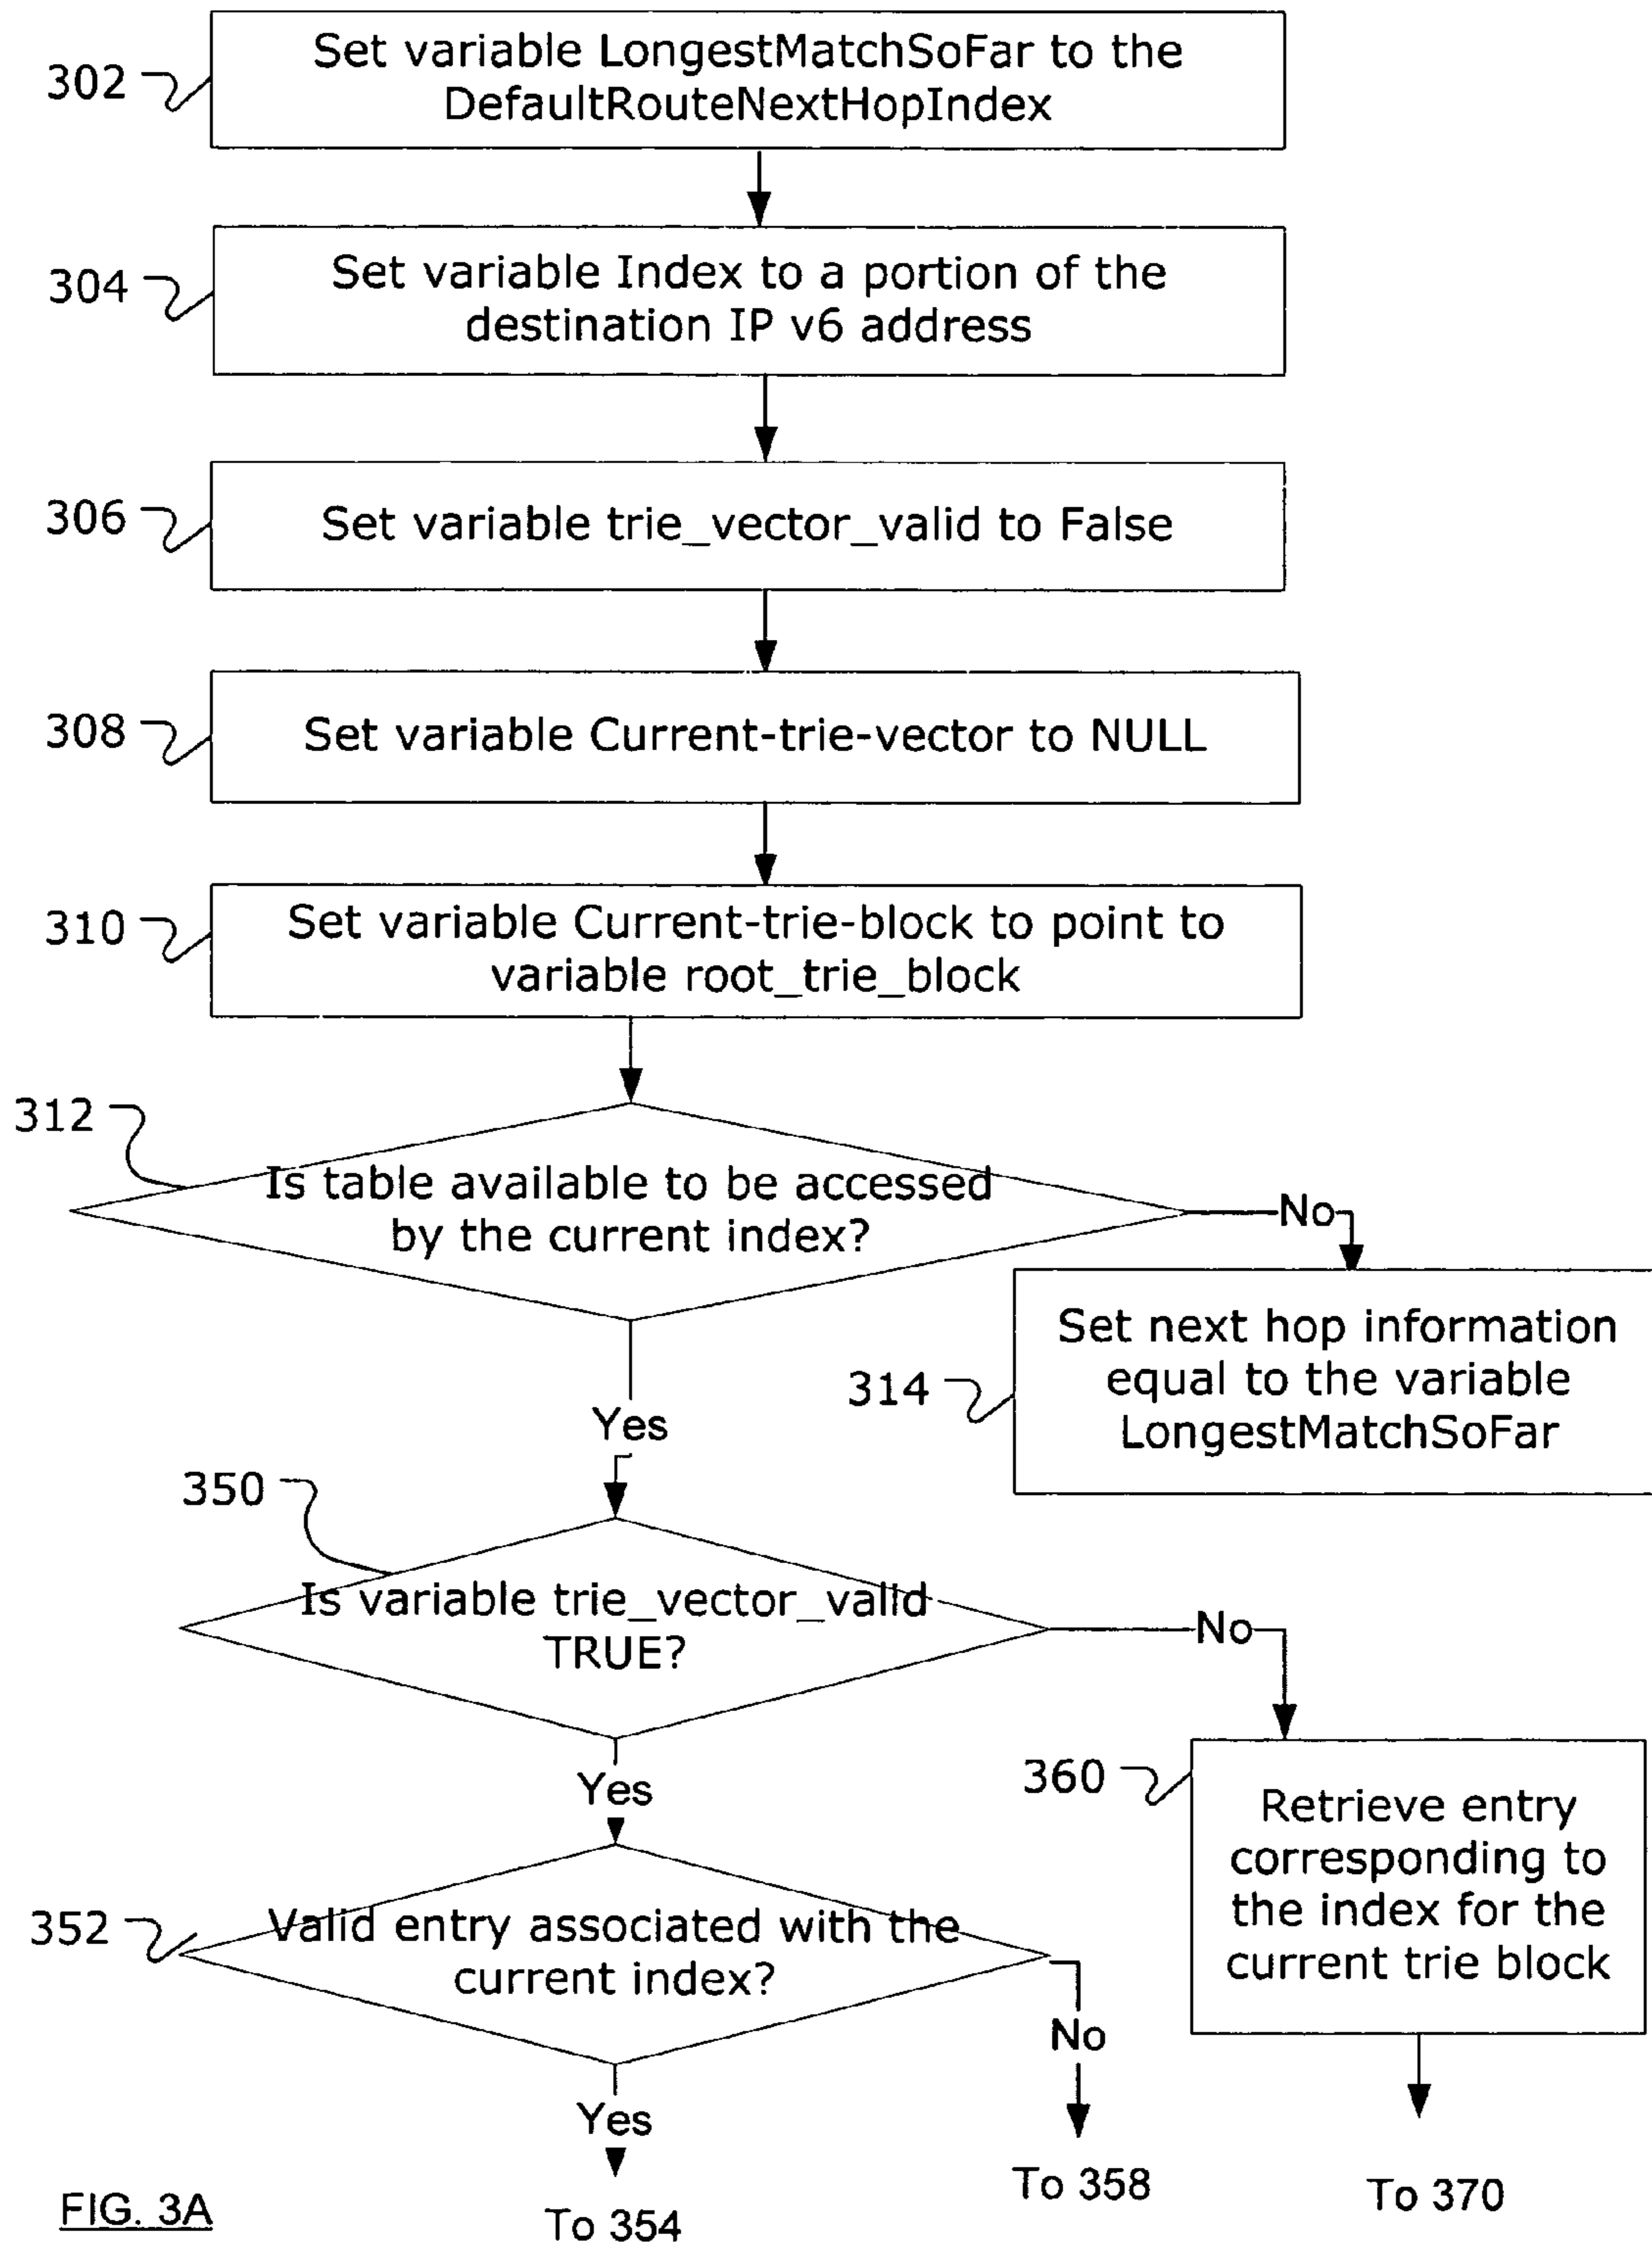 302
Set variable LongestMatchSoFar to the
DefaultRouteNextHopIndex
304
Set variable Index to a portion of the
destination IP v6 address
306
Set variable trie_vector_valid to False
308
Set variable Current-trie-vector to NULL
310
Set variable Current-trie-block to point to
variable root_trie_block
312
Is table available to be accessed
by the current index?
No
314
Set next hop information
equal to the variable
LongestMatchSoFar
Yes
350
Is variable trie_vector_valid
TRUE?
No
360
Retrieve entry
corresponding to
the index for the
current trie block
Yes
352
Valid entry associated with the
current index?
No
Yes
To 358
To 370
To 354
FIG. 3A